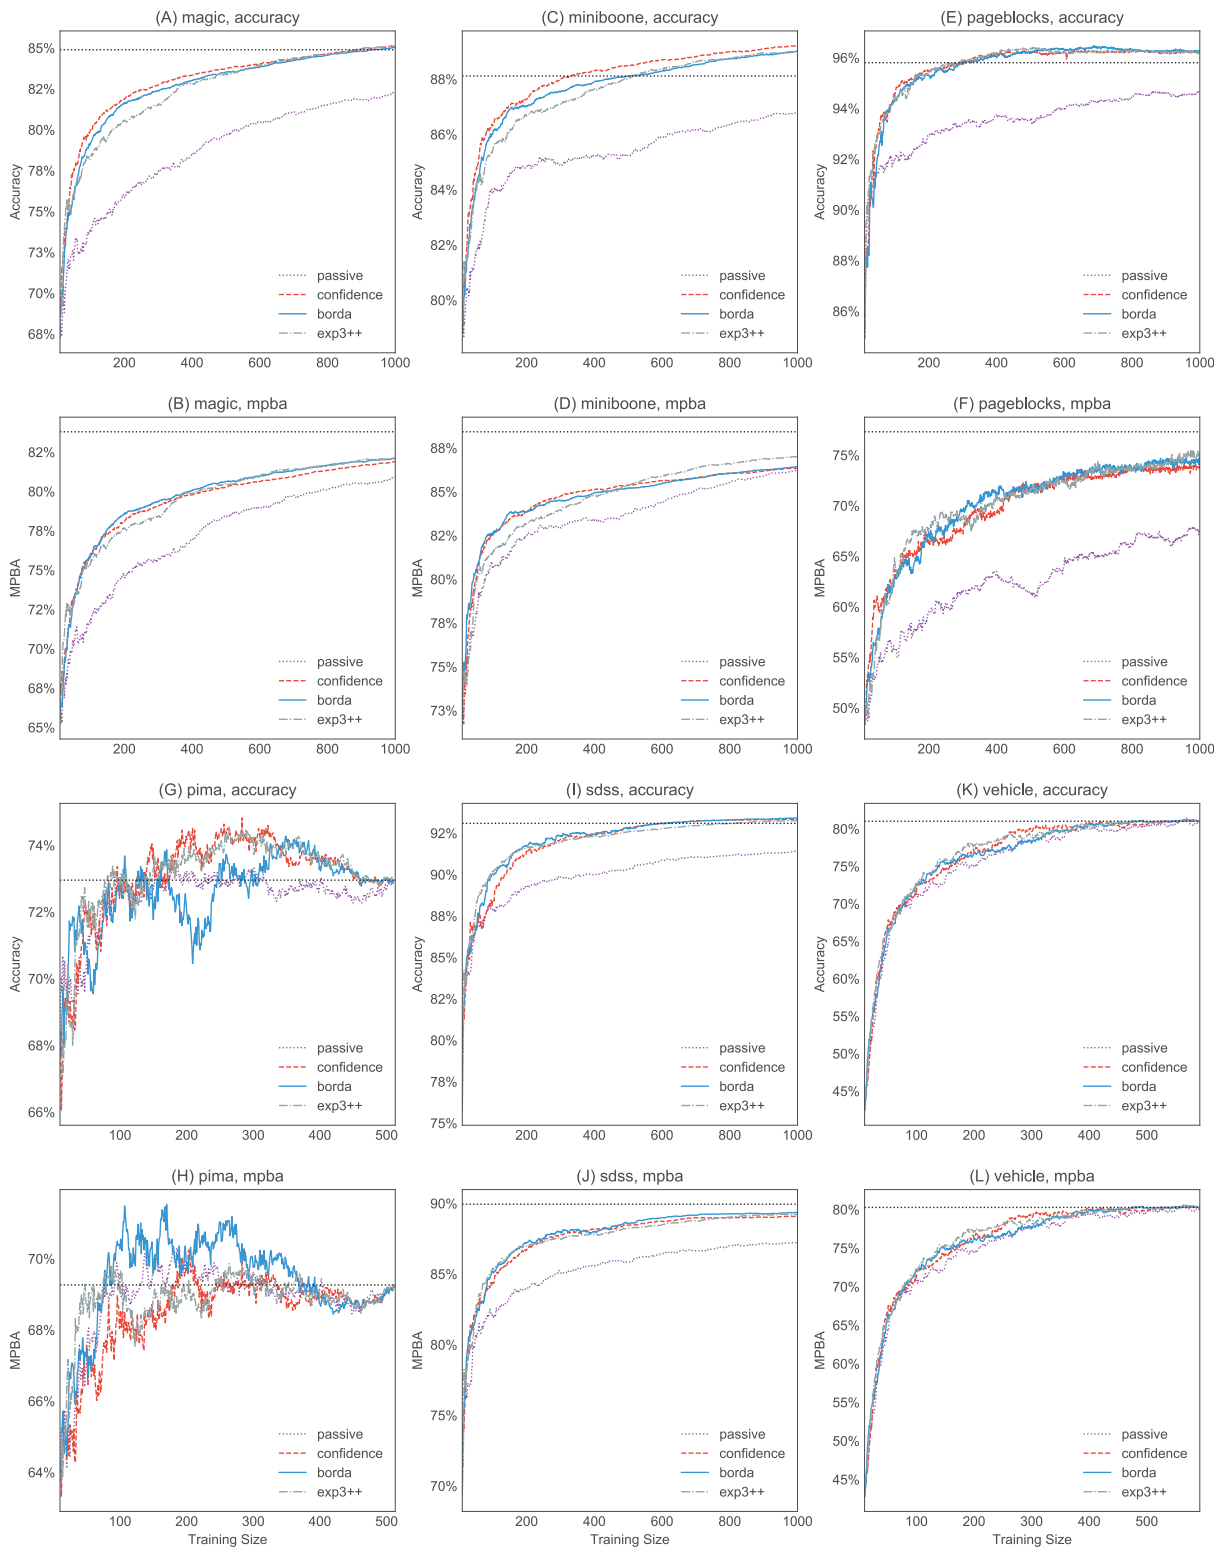 (A) magic, accuracy
85%
82%
80%
78%
75%
73%
70%
68%
Accuracy
passive
confidence
borda
exp3++
200
400
600
800
1000
(C) miniboone, accuracy
88%
86%
84%
82%
80%
Accuracy
passive
confidence
borda
exp3++
200
400
600
800
1000
(E) pageblocks, accuracy
96%
94%
92%
90%
88%
86%
Accuracy
passive
confidence
borda
exp3++
200
400
600
800
1000
(B) magic, mpba
82%
80%
78%
75%
72%
70%
68%
65%
MPBA
passive
confidence
borda
exp3++
200
400
600
800
1000
(D) miniboone, mpba
88%
85%
82%
80%
78%
75%
73%
MPBA
passive
confidence
borda
exp3++
200
400
600
800
1000
(F) pageblocks, mpba
75%
70%
65%
60%
55%
50%
MPBA
passive
confidence
borda
exp3++
200
400
600
800
1000
(G) pima, accuracy
74%
72%
70%
68%
66%
Accuracy
passive
confidence
borda
exp3++
100
200
300
400
500
(I) sdss, accuracy
92%
90%
88%
85%
82%
80%
78%
75%
Accuracy
passive
confidence
borda
exp3++
200
400
600
800
1000
(K) vehicle, accuracy
80%
75%
70%
65%
60%
55%
50%
45%
Accuracy
passive
confidence
borda
exp3++
100
200
300
400
500
(H) pima, mpba
70%
68%
66%
64%
MPBA
passive
confidence
borda
exp3++
100
200
300
400
500
Training Size
(J) sdss, mpba
90%
85%
80%
75%
70%
MPBA
passive
confidence
borda
exp3++
200
400
600
800
1000
Training Size
(L) vehicle, mpba
80%
75%
70%
65%
60%
55%
50%
45%
MPBA
passive
confidence
borda
exp3++
100
200
300
400
500
Training Size